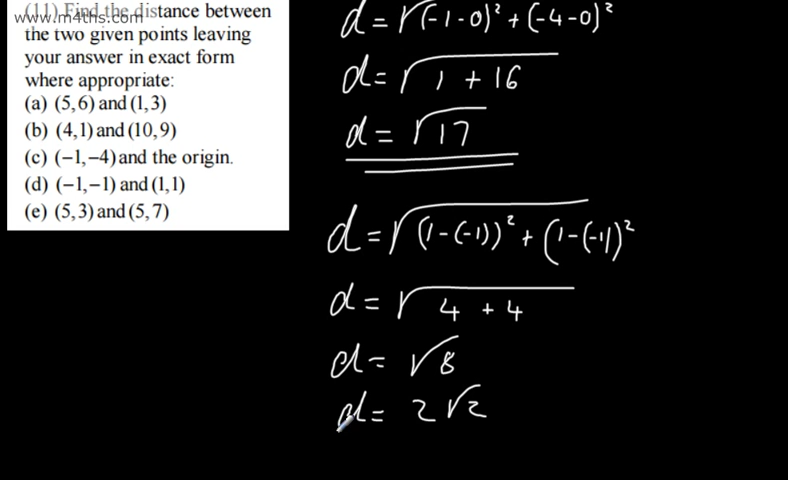 (11) Find the distance between
www.m4ths.com
the two given points leaving
your answer in exact form
where appropriate:
(a) (5,6) and (1,3)
(b) (4,1) and (10,9)
(c) (−1,−4) and the origin.
(d) (−1,−1) and (1,1)
(e) (5,3) and (5,7)
d = √(-1-0)² + (-4-0)²
d = √1 + 16
d = √17
d = √(1-(-1))² + (1-(-1))²
d = √4 + 4
d = √8
d = 2√2